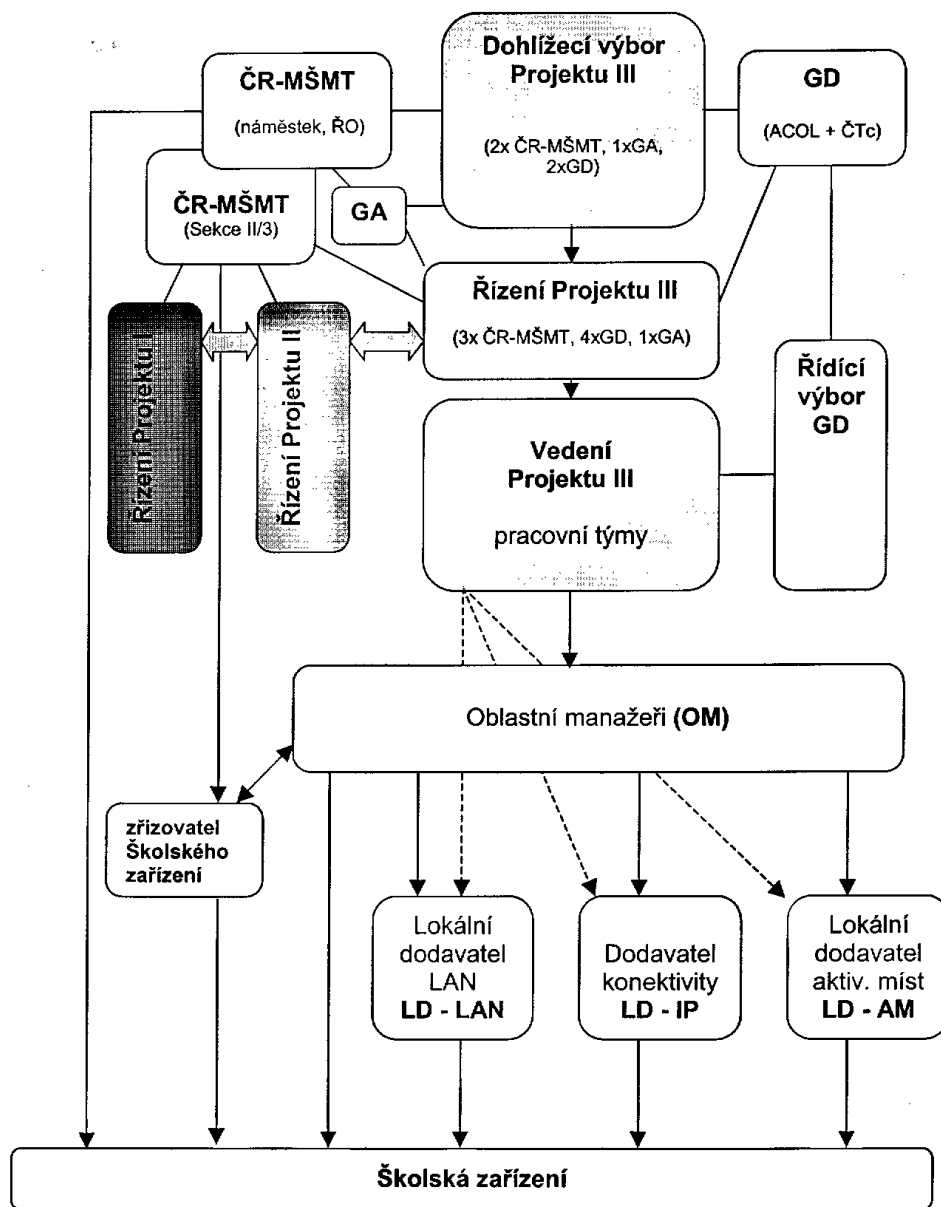 Dohlížecí výbor
Projektu III
(2x ČR-MŠMT, 1xGA,
2xGD)
ČR-MŠMT
(náměstek, ŘO)
GD
(ACOL + ČTc)
ČR-MŠMT
(Sekce II/3)
GA
Řízení Projektu III
(3x ČR-MŠMT, 4xGD, 1xGA)
Řízení Projektu I
Řízení Projektu II
Řídící
výbor
GD
Vedení
Projektu III
pracovní týmy
Oblastní manažeři (OM)
zřizovatel
Školského
zařízení
Lokální
dodavatel
LAN
LD - LAN
Dodavatel
konektivity
LD - IP
Lokální
dodavatel
aktiv. míst
LD - AM
Školská zařízení